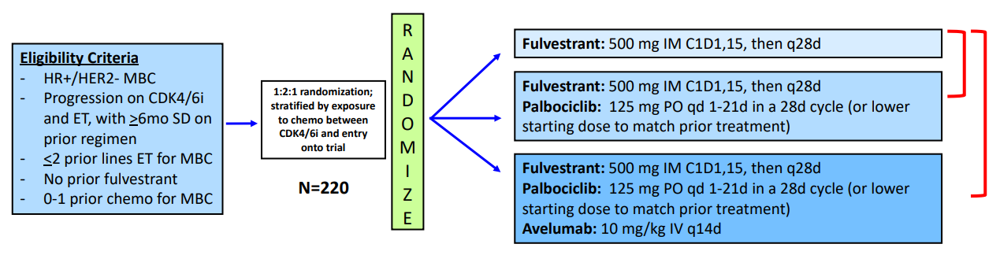 Eligibility Criteria
- HR+/HER2- MBC
- Progression on CDK4/6i
and ET, with ≥6mo SD on
prior regimen
- ≤2 prior lines ET for MBC
- No prior fulvestrant
- 0-1 prior chemo for MBC
1:2:1 randomization;
stratified by exposure
to chemo between
CDK4/6i and entry
onto trial
N=220
R
A
N
D
O
M
I
Z
E
Fulvestrant: 500 mg IM C1D1,15, then q28d
Fulvestrant: 500 mg IM C1D1,15, then q28d
Palbociclib: 125 mg PO qd 1-21d in a 28d cycle (or lower
starting dose to match prior treatment)
Fulvestrant: 500 mg IM C1D1,15, then q28d
Palbociclib: 125 mg PO qd 1-21d in a 28d cycle (or lower
starting dose to match prior treatment)
Avelumab: 10 mg/kg IV q14d